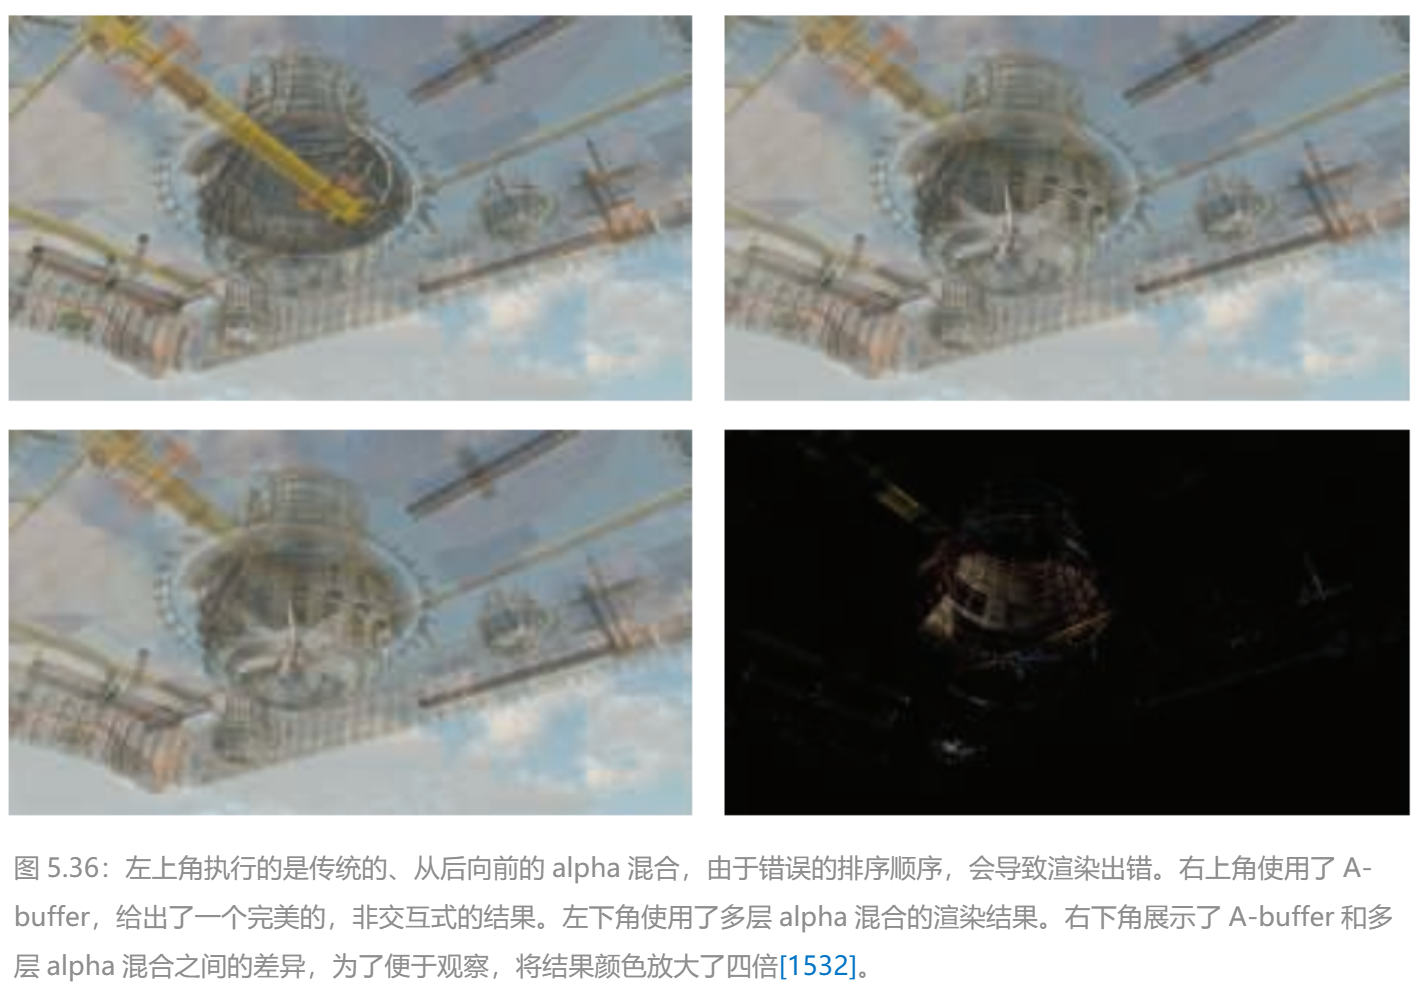 图 5.36：左上角执行的是传统的、从后向前的 alpha 混合，由于错误的排序顺序，会导致渲染出错。右上角使用了 A-
buffer，给出了一个完美的，非交互式的结果。左下角使用了多层 alpha 混合的渲染结果。右下角展示了 A-buffer 和多
层 alpha 混合之间的差异，为了便于观察，将结果颜色放大了四倍[1532]。